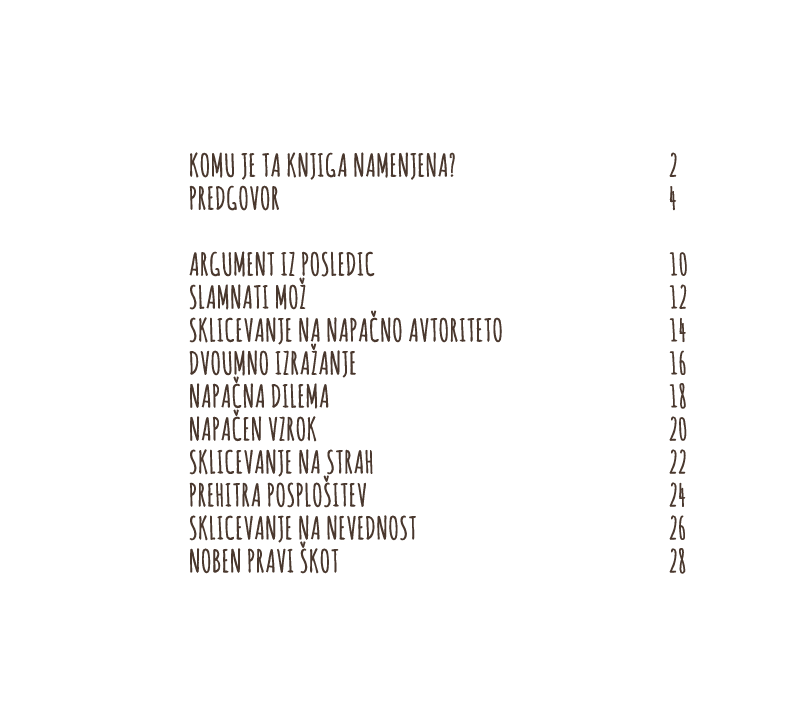 KOMU JE TA KNJIGA NAMENJENA? 2
PREDGOVOR 4
ARGUMENT IZ POSLEDIC 10
SLAMNATI MOŽ 12
SKLICEVANJE NA NAPAČNO AVTORITETO 14
DVOUMNO IZRAŽANJE 16
NAPAČNA DILEMA 18
NAPAČEN VZROK 20
SKLICEVANJE NA STRAH 22
PREHITRA POSPLOŠITEV 24
SKLICEVANJE NA NEVEDNOST 26
NOBEN PRAVI ŠKOT 28